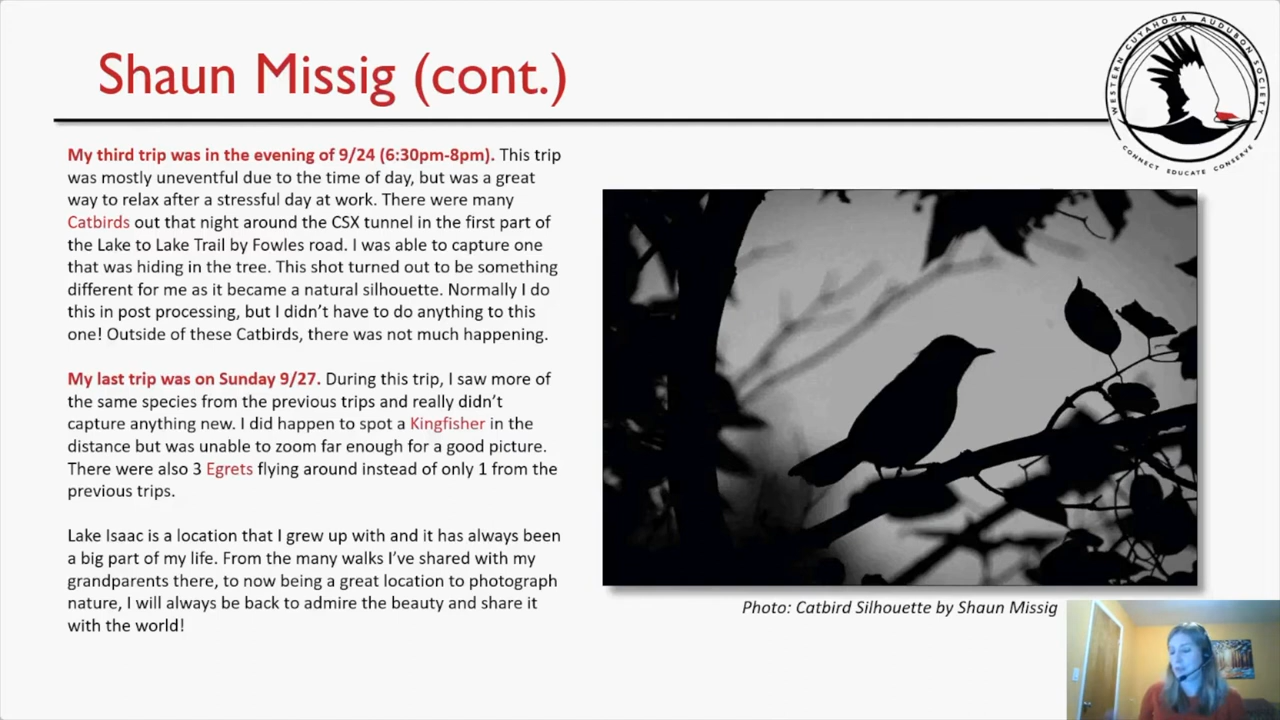 Shaun Missig (cont.)
WESTERN CUYAHOGA AUDUBON SOCIETY
CONNECT EDUCATE CONSERVE
My third trip was in the evening of 9/24 (6:30pm-8pm). This trip
was mostly uneventful due to the time of day, but was a great
way to relax after a stressful day at work. There were many
Catbirds out that night around the CSX tunnel in the first part of
the Lake to Lake Trail by Fowles road. I was able to capture one
that was hiding in the tree. This shot turned out to be something
different for me as it became a natural silhouette. Normally I do
this in post processing, but I didn’t have to do anything to this
one! Outside of these Catbirds, there was not much happening.
My last trip was on Sunday 9/27. During this trip, I saw more of
the same species from the previous trips and really didn’t
capture anything new. I did happen to spot a Kingfisher in the
distance but was unable to zoom far enough for a good picture.
There were also 3 Egrets flying around instead of only 1 from the
previous trips.
Lake Isaac is a location that I grew up with and it has always been
a big part of my life. From the many walks I’ve shared with my
grandparents there, to now being a great location to photograph
nature, I will always be back to admire the beauty and share it
with the world!
Photo: Catbird Silhouette by Shaun Missig